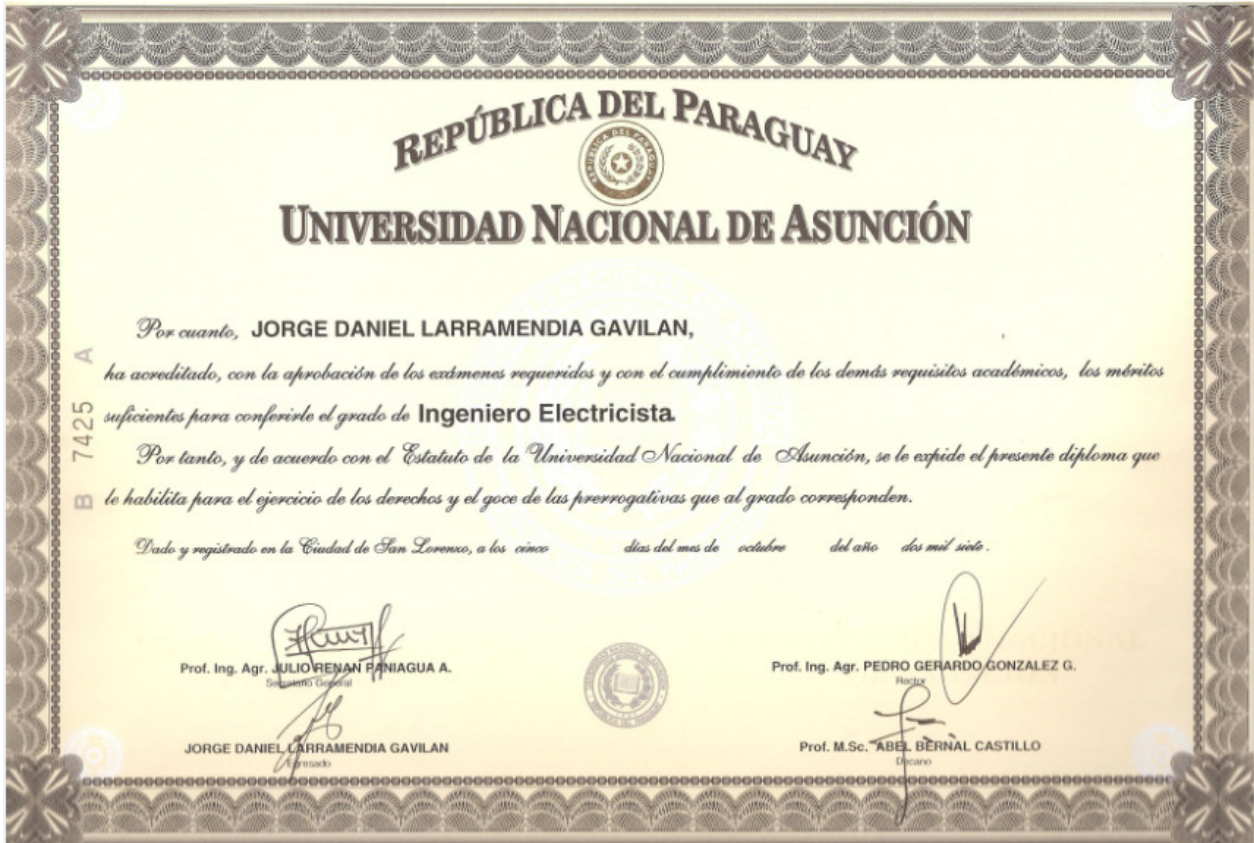 REPÚBLICA DEL PARAGUAY
REPUBLICA DEL PARAGUAY
UNIVERSIDAD NACIONAL DE ASUNCIÓN
Por cuanto, JORGE DANIEL LARRAMENDIA GAVILAN,
ha acreditado, con la aprobación de los exámenes requeridos y con el cumplimiento de los demás requisitos académicos, los méritos
suficientes para conferirle el grado de Ingeniero Electricista.
Por tanto, y de acuerdo con el Estatuto de la Universidad Nacional de Asunción, se le expide el presente diploma que
le habilita para el ejercicio de los derechos y el goce de las prerrogativas que al grado corresponden.
Dado y registrado en la Ciudad de San Lorenzo, a los cinco días del mes de octubre del año dos mil siete.
B 7425 A
Prof. Ing. Agr. JULIO RENAN PANIAGUA A.
Secretario General
Prof. Ing. Agr. PEDRO GERARDO GONZALEZ G.
Rector
JORGE DANIEL LARRAMENDIA GAVILAN
Egresado
Prof. M.Sc. ABEL BERNAL CASTILLO
Decano